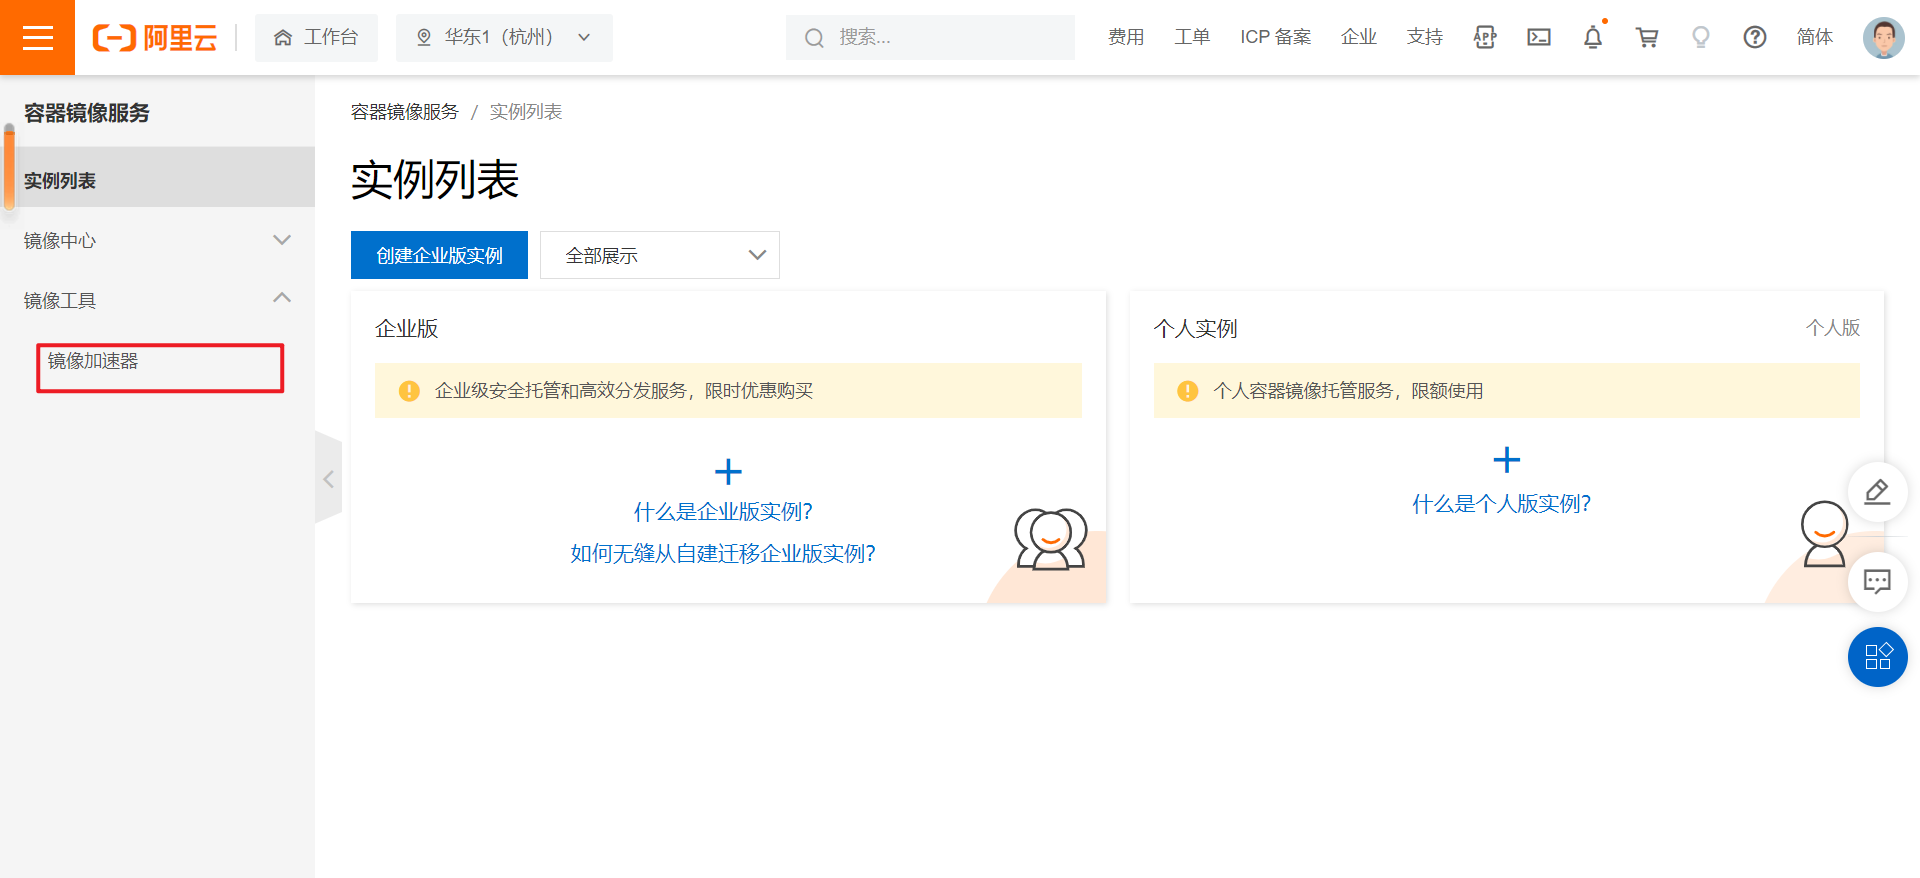 阿里云
工作台
华东1（杭州）
搜索...
费用
工单
ICP 备案
企业
支持
APP
简体
容器镜像服务
实例列表
镜像中心
镜像工具
镜像加速器
容器镜像服务 / 实例列表
实例列表
创建企业版实例
全部展示
企业版
企业级安全托管和高效分发服务，限时优惠购买
什么是企业版实例?
如何无缝从自建迁移企业版实例?
个人实例
个人版
个人容器镜像托管服务，限额使用
什么是个人版实例?